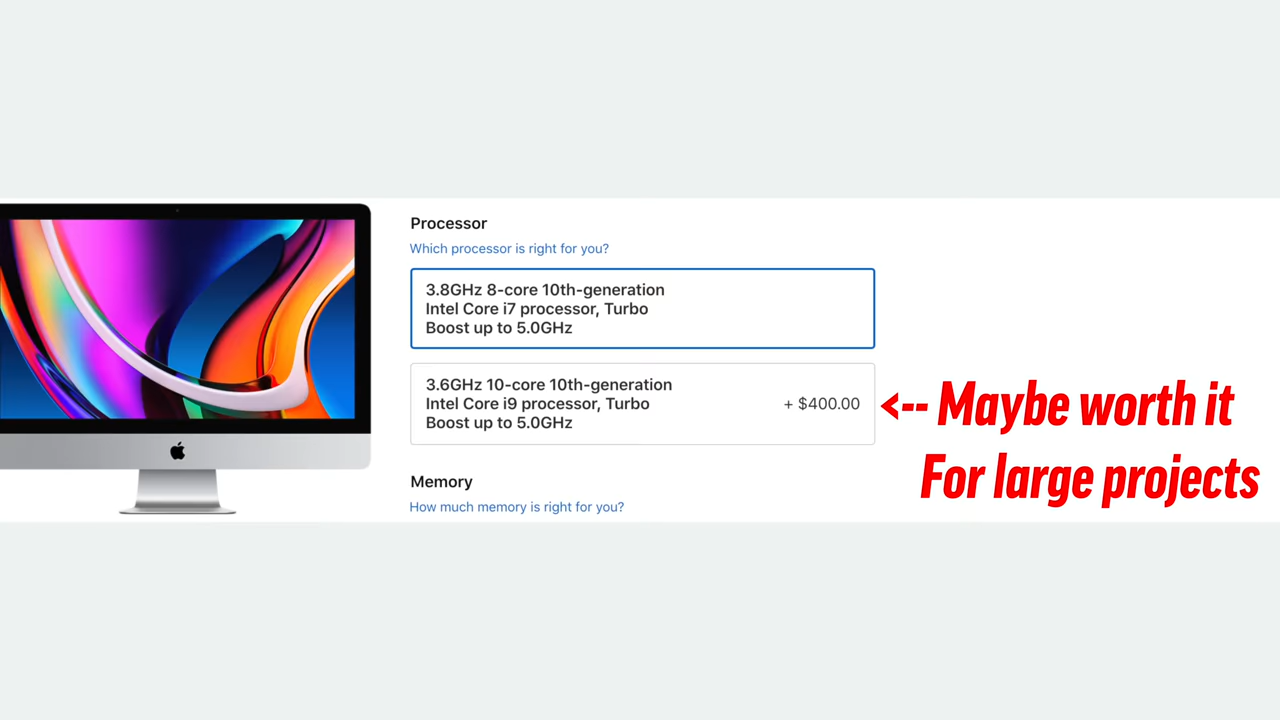 Processor
Which processor is right for you?
3.8GHz 8-core 10th-generation
Intel Core i7 processor, Turbo
Boost up to 5.0GHz
3.6GHz 10-core 10th-generation
Intel Core i9 processor, Turbo
Boost up to 5.0GHz
+ $400.00
<-- Maybe worth it
For large projects
Memory
How much memory is right for you?